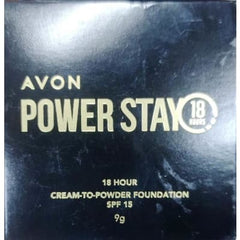 AVON
POWER STAY 18 HOURS
18 HOUR
CREAM-TO-POWDER FOUNDATION
SPF 15
9g